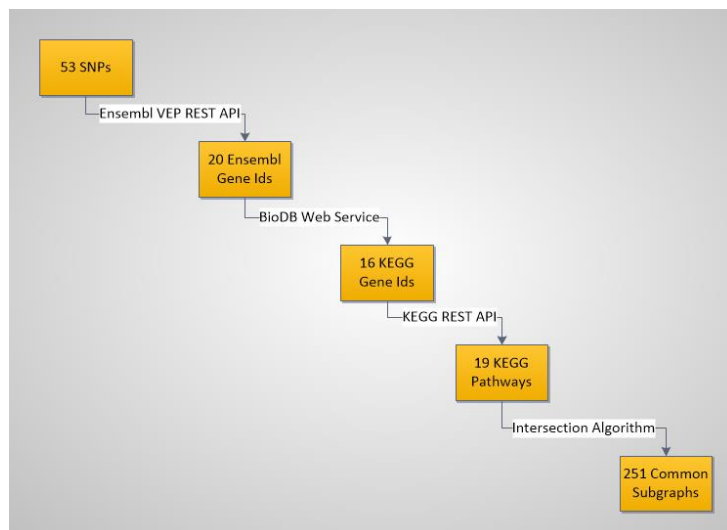 53 SNPs
Ensembl VEP REST API
20 Ensembl
Gene Ids
BioDB Web Service
16 KEGG
Gene Ids
KEGG REST API
19 KEGG
Pathways
Intersection Algorithm
251 Common
Subgraphs